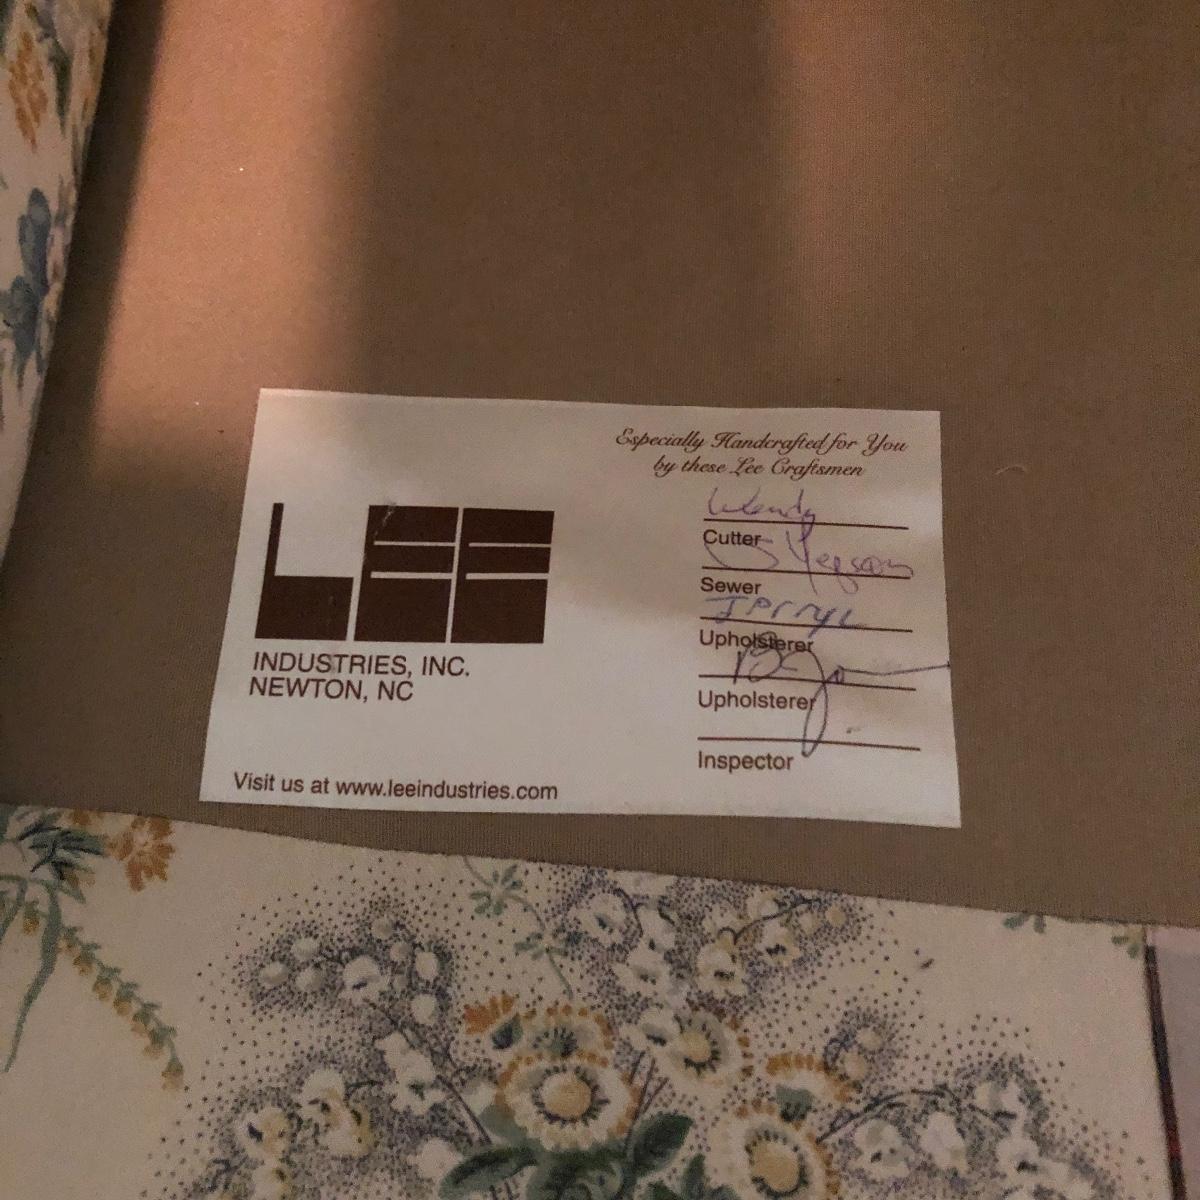 Especially Handcrafted for You
by these Lee Craftsmen
LEE
INDUSTRIES, INC.
NEWTON, NC
Visit us at www.leeindustries.com
Wendy
Cutter
Sewer
Upholsterer
Upholsterer
Inspector